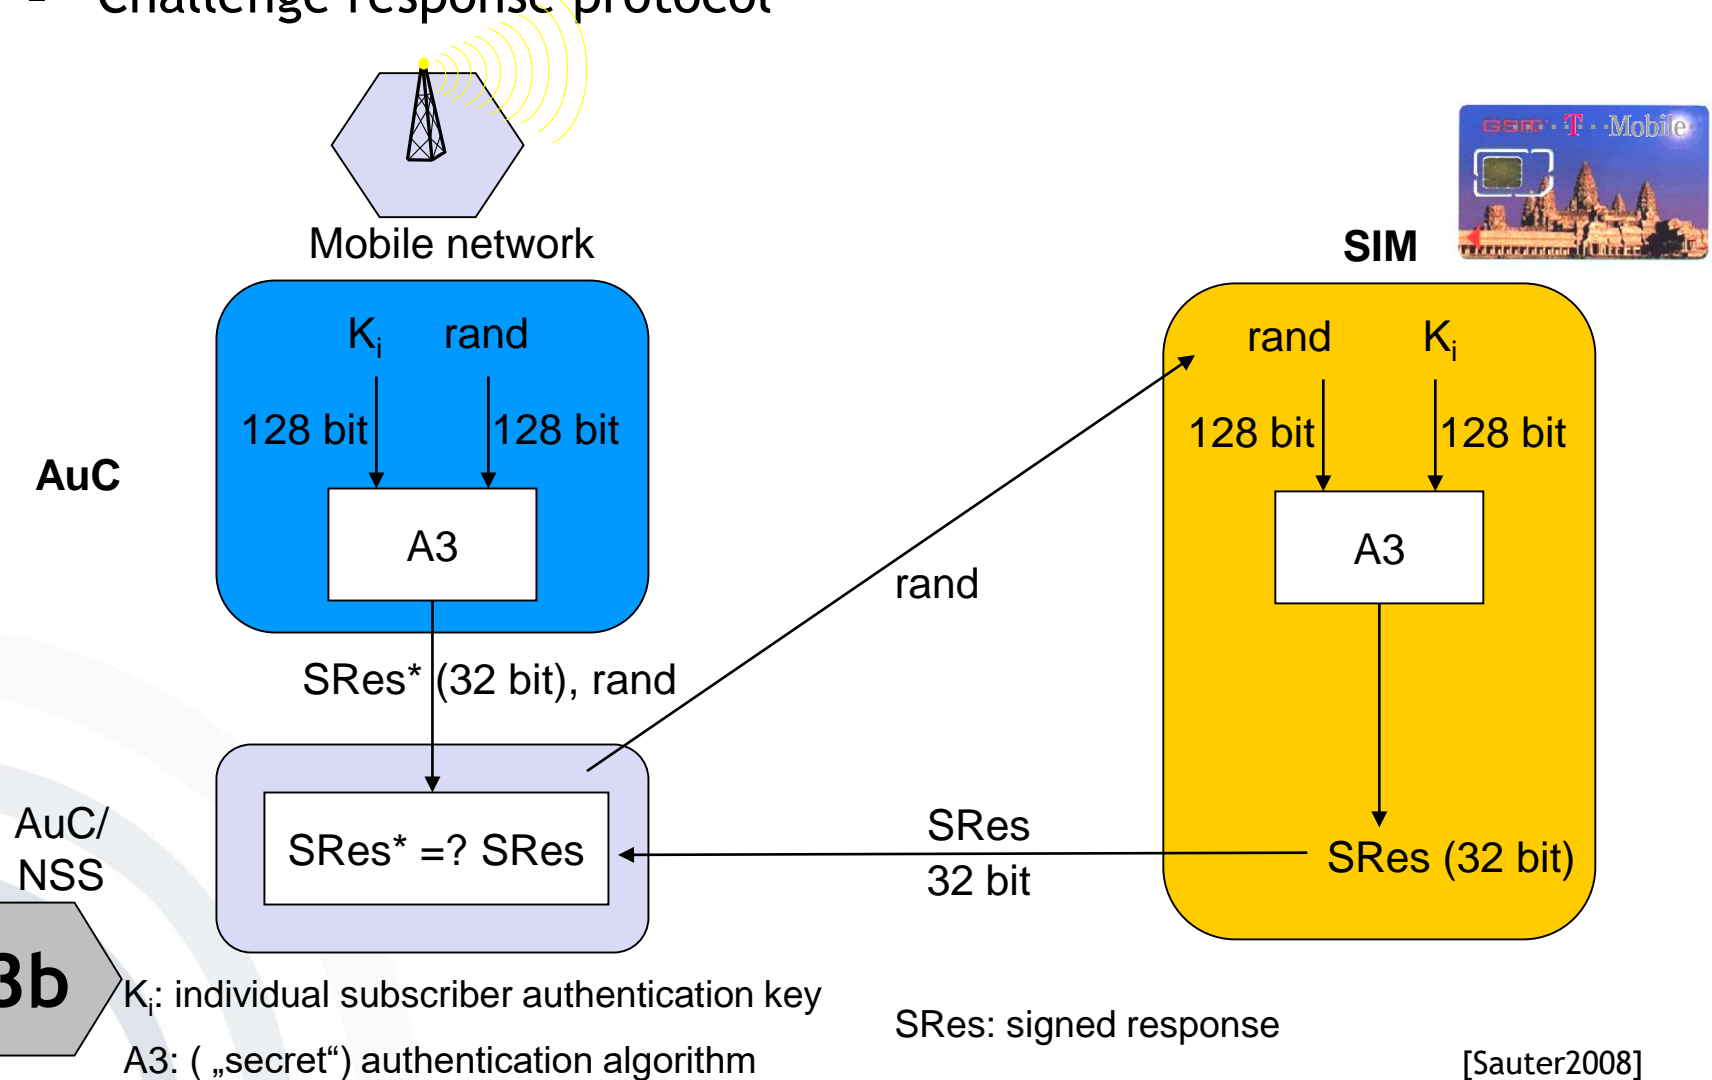 Challenge response protocol
GSM T Mobile
Mobile network
SIM
Ki rand
rand Ki
128 bit 128 bit
128 bit 128 bit
AuC
A3
A3
rand
SRes* (32 bit), rand
AuC/
NSS
SRes* =? SRes
SRes
32 bit
SRes (32 bit)
3b
Ki: individual subscriber authentication key
SRes: signed response
A3: ( „secret“) authentication algorithm
[Sauter2008]